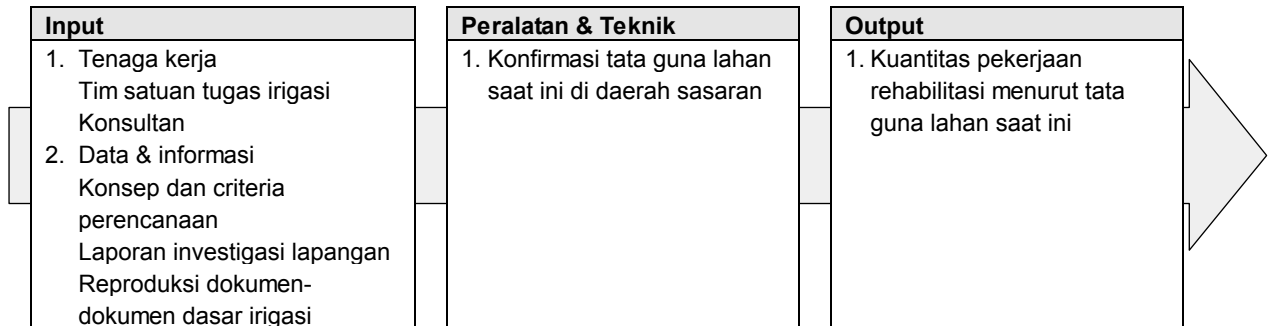 Input
1. Tenaga kerja
Tim satuan tugas irigasi
Konsultan
2. Data & informasi
Konsep dan criteria
perencanaan
Laporan investigasi lapangan
Reproduksi dokumen-
dokumen dasar irigasi
Peralatan & Teknik
1. Konfirmasi tata guna lahan
saat ini di daerah sasaran
Output
1. Kuantitas pekerjaan
rehabilitasi menurut tata
guna lahan saat ini